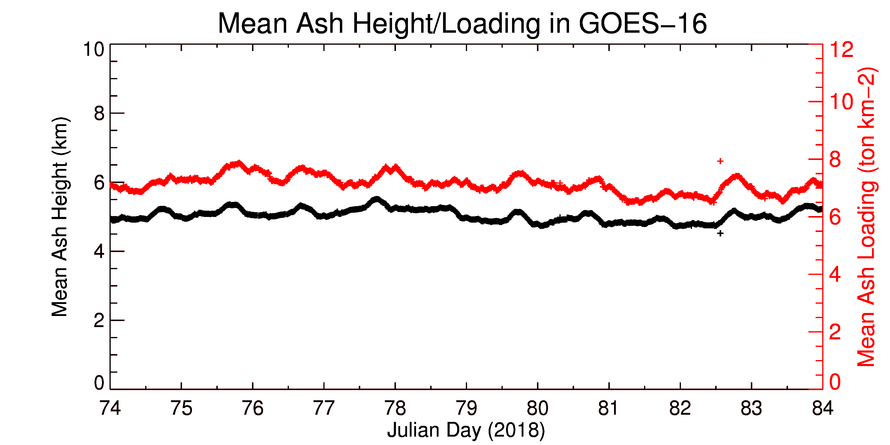 Mean Ash Height/Loading in GOES−16
10
8
6
4
2
0
Mean Ash Height (km)
12
10
8
6
4
2
0
Mean Ash Loading (ton km−2)
74 75 76 77 78 79 80 81 82 83 84
Julian Day (2018)